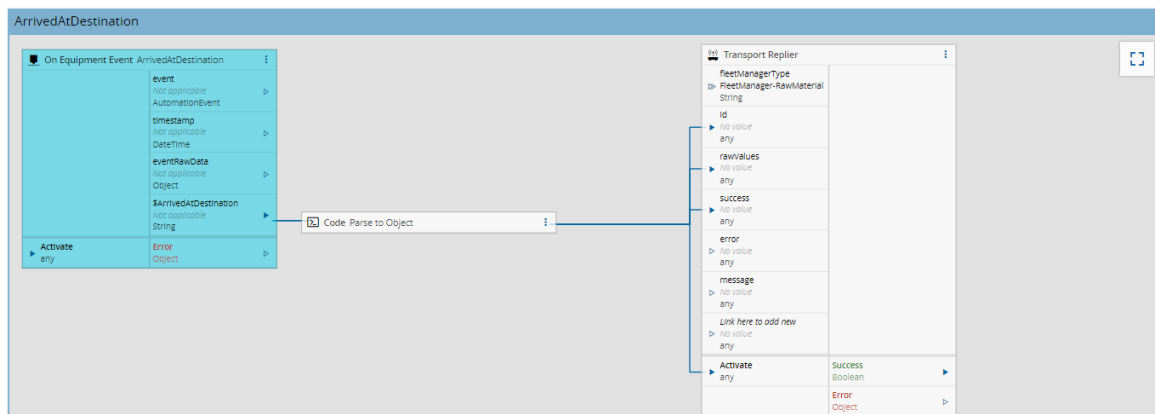 ArrivedAtDestination
On Equipment Event ArrivedAtDestination
event
Not applicable
AutomationEvent
timestamp
Not applicable
DateTime
eventRawData
Not applicable
Object
$ArrivedAtDestination
Not applicable
String
Activate
any
Error
Object
Code Parse to Object
Transport Replier
fleetManagerType
FleetManager-RawMaterial
String
id
No value
any
rawValues
No value
any
success
No value
any
error
No value
any
message
No value
any
Link here to add new
No value
any
Activate
any
Success
Boolean
Error
Object